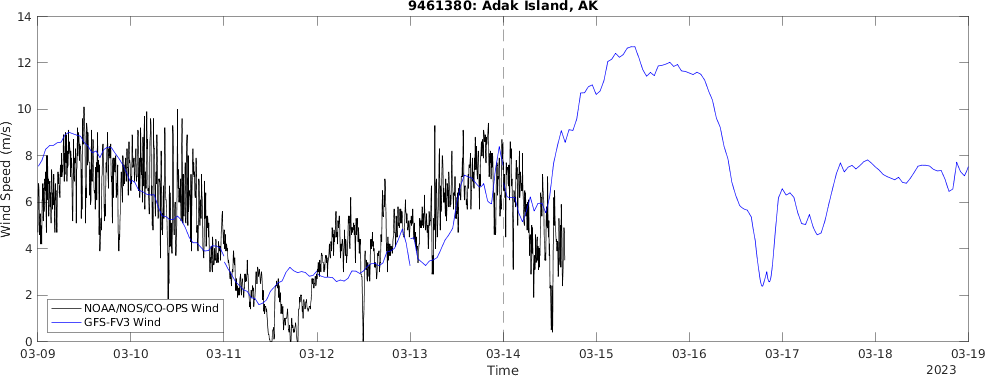 9461380: Adak Island, AK
14
12
10
8
6
4
2
0
Wind Speed (m/s)
NOAA/NOS/CO-OPS Wind
GFS-FV3 Wind
03-09 03-10 03-11 03-12 03-13 03-14 03-15 03-16 03-17 03-18 03-19
Time
2023